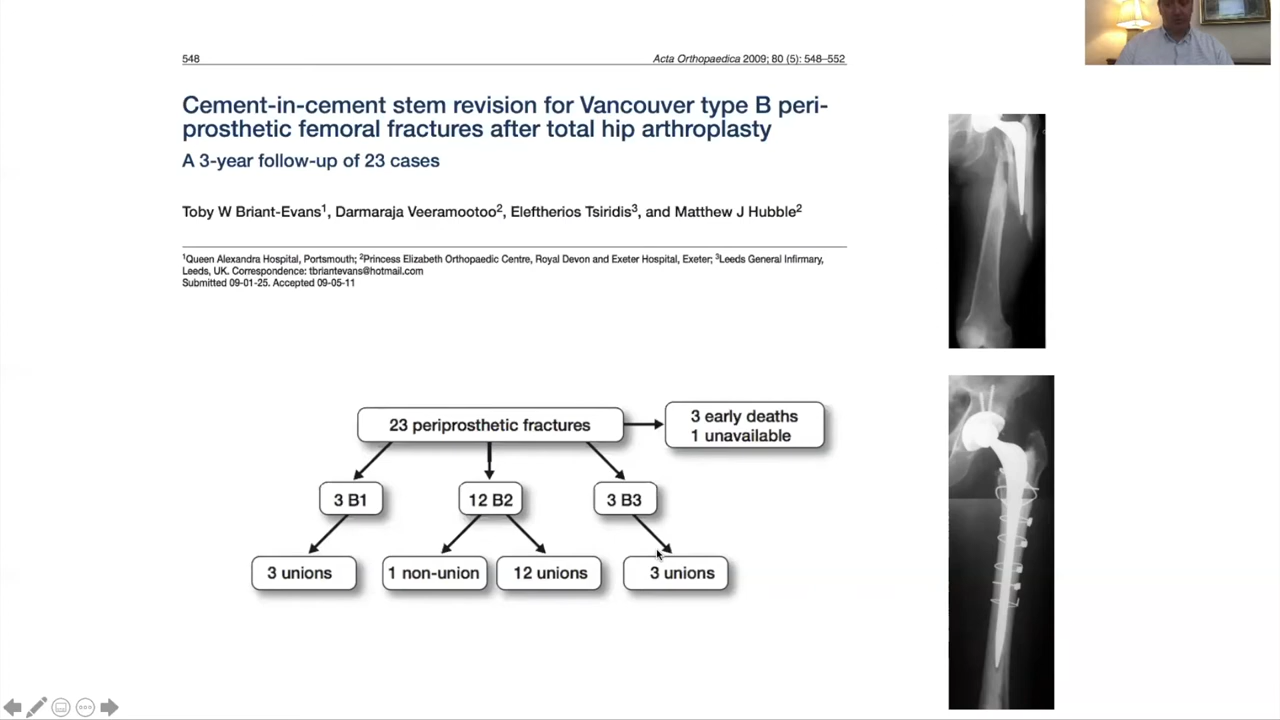 548
Acta Orthopaedica 2009; 80 (5): 548–552
Cement-in-cement stem revision for Vancouver type B peri-
prosthetic femoral fractures after total hip arthroplasty
A 3-year follow-up of 23 cases
Toby W Briant-Evans1, Darmaraja Veeramootoo2, Eleftherios Tsiridis3, and Matthew J Hubble2
1Queen Alexandra Hospital, Portsmouth; 2Princess Elizabeth Orthopaedic Centre, Royal Devon and Exeter Hospital, Exeter; 3Leeds General Infirmary,
Leeds, UK. Correspondence: tbriantevans@hotmail.com
Submitted 09-01-25. Accepted 09-05-11
23 periprosthetic fractures
3 early deaths
1 unavailable
3 B1
12 B2
3 B3
3 unions
1 non-union
12 unions
3 unions